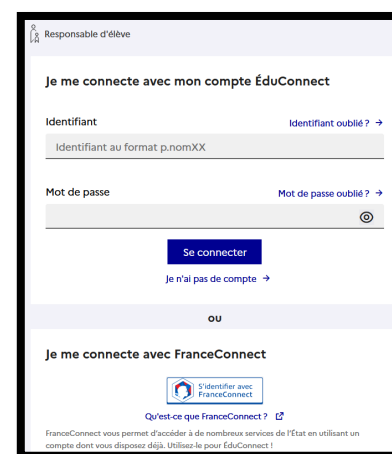 Responsable d'élève
Je me connecte avec mon compte ÉduConnect
Identifiant
Identifiant oublié ? →
Identifiant au format p.nomXX
Mot de passe
Mot de passe oublié ? →
Se connecter
Je n'ai pas de compte →
ou
Je me connecte avec FranceConnect
S'identifier avec
FranceConnect
Qu'est-ce que FranceConnect ?
FranceConnect vous permet d'accéder à de nombreux services de l'État en utilisant un
compte dont vous disposez déjà. Utilisez-le pour ÉduConnect !